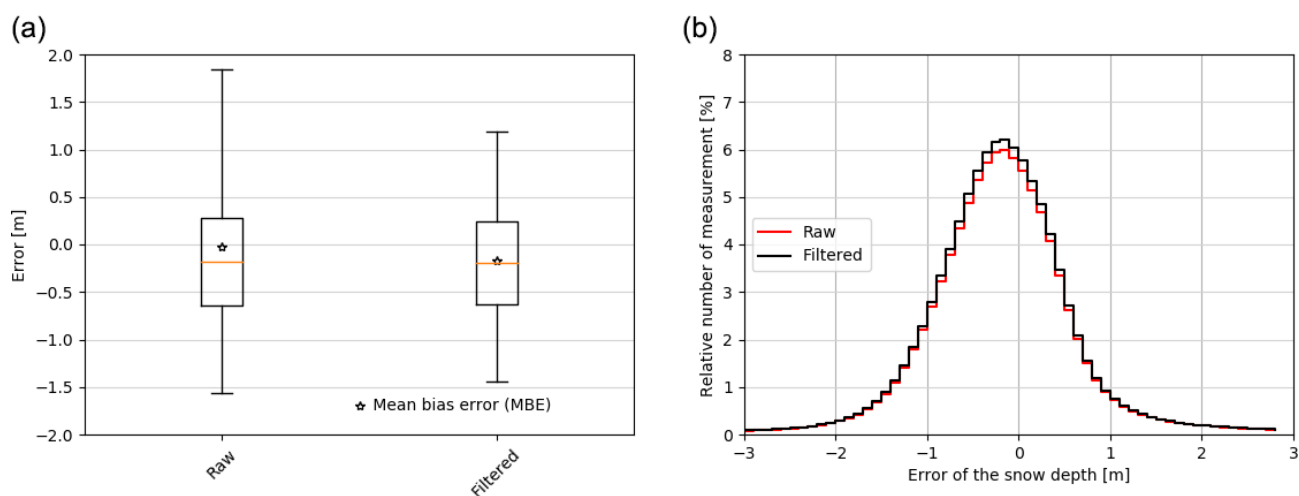 (a)
2.0
1.5
1.0
0.5
0.0
−0.5
−1.0
−1.5
−2.0
Error [m]
Mean bias error (MBE)
Raw
Filtered
(b)
8
7
6
5
4
3
2
1
0
Relative number of measurement [%]
Raw
Filtered
−3
−2
−1
0
1
2
3
Error of the snow depth [m]